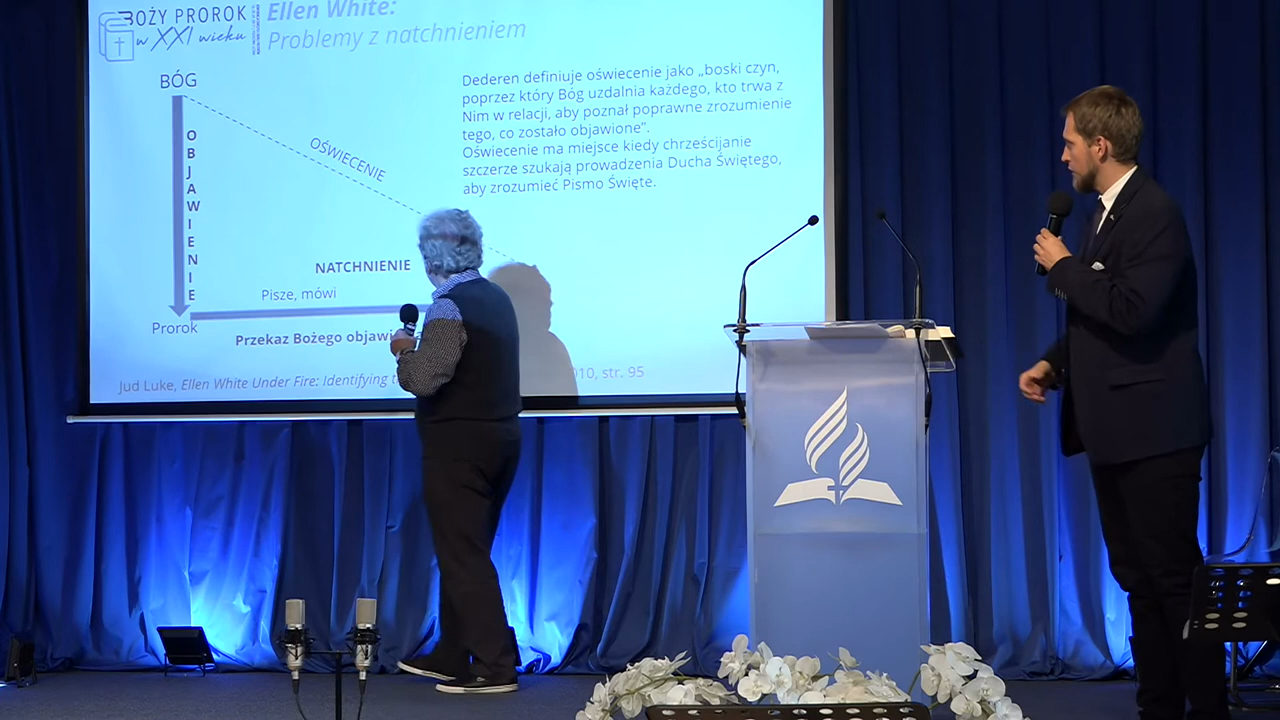 BOŻY PROROK
w XXI wieku
Ellen White:
Problemy z natchnieniem
BÓG
OBJAWIENIE
OŚWIECENIE
Dederen definiuje oświecenie jako „boski czyn,
poprzez który Bóg uzdalnia każdego, kto trwa z
Nim w relacji, aby poznał poprawne zrozumienie
tego, co zostało objawione”.
Oświecenie ma miejsce kiedy chrześcijanie
szczerze szukają prowadzenia Ducha Świętego,
aby zrozumieć Pismo Święte.
NATCHNIENIE
Pisze, mówi
Prorok
Przekaz Bożego
Jud Luke, Ellen White Under Fire: Identifying str. 95